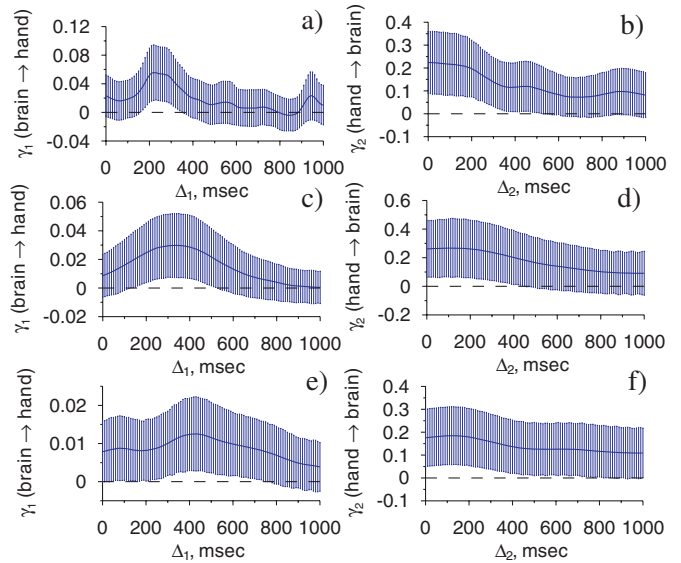 a)
0.12
0.08
0.04
0
-0.04
γ₁ (brain → hand)
0 200 400 600 800 1000
Δ₁, msec
b)
0.4
0.3
0.2
0.1
0
-0.1
γ₂ (hand → brain)
0 200 400 600 800 1000
Δ₂, msec
c)
0.06
0.04
0.02
0
-0.02
γ₁ (brain → hand)
0 200 400 600 800 1000
Δ₁, msec
d)
0.6
0.4
0.2
0
-0.2
γ₂ (hand → brain)
0 200 400 600 800 1000
Δ₂, msec
e)
0.02
0.01
0
γ₁ (brain → hand)
0 200 400 600 800 1000
Δ₁, msec
f)
0.4
0.3
0.2
0.1
0
-0.1
γ₂ (hand → brain)
0 200 400 600 800 1000
Δ₂, msec